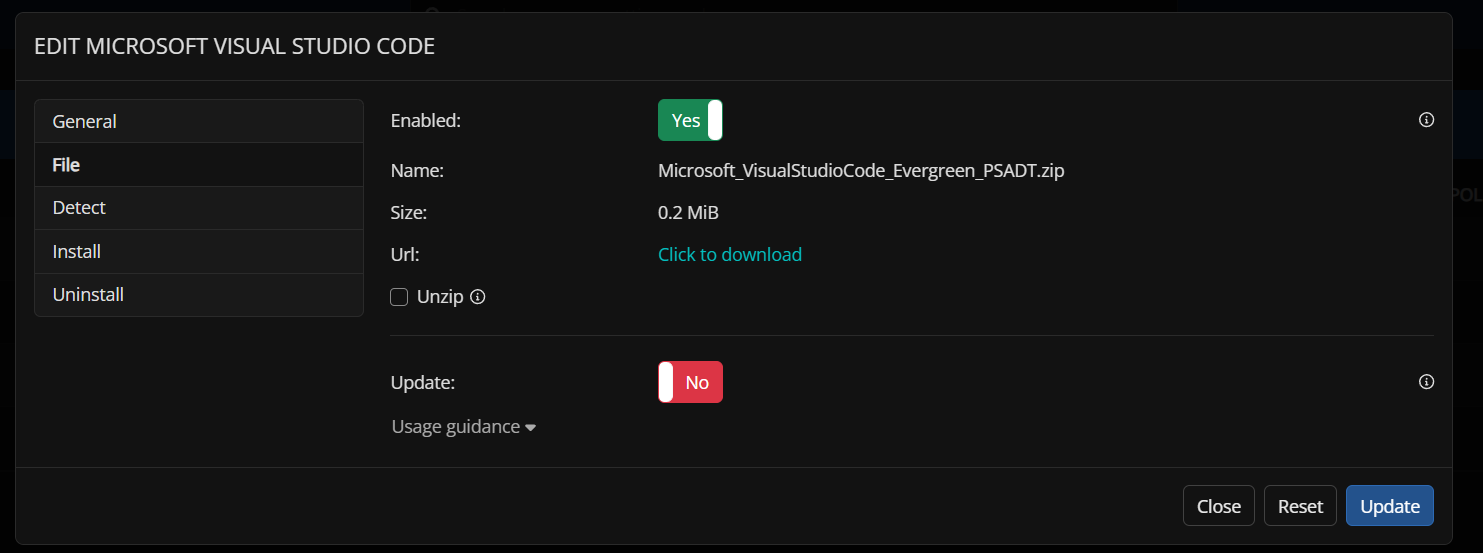 EDIT MICROSOFT VISUAL STUDIO CODE
General
File
Detect
Install
Uninstall
Enabled: Yes
Name: Microsoft_VisualStudioCode_Evergreen_PSADT.zip
Size: 0.2 MiB
Url: Click to download
Unzip
Update: No
Usage guidance
Close Reset Update